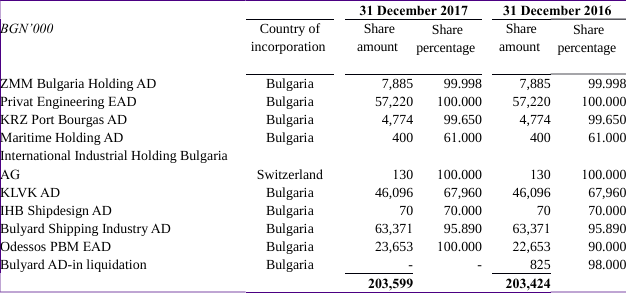 31 December 2017 31 December 2016
BGN’000 Country of incorporation Share amount Share percentage Share amount Share percentage
ZMM Bulgaria Holding AD Bulgaria 7,885 99.998 7,885 99.998
Privat Engineering EAD Bulgaria 57,220 100.000 57,220 100.000
KRZ Port Bourgas AD Bulgaria 4,774 99.650 4,774 99.650
Maritime Holding AD Bulgaria 400 61.000 400 61.000
International Industrial Holding Bulgaria
AG Switzerland 130 100.000 130 100.000
KLVK AD Bulgaria 46,096 67,960 46,096 67,960
IHB Shipdesign AD Bulgaria 70 70.000 70 70.000
Bulyard Shipping Industry AD Bulgaria 63,371 95.890 63,371 95.890
Odessos PBM EAD Bulgaria 23,653 100.000 22,653 90.000
Bulyard AD-in liquidation Bulgaria - - 825 98.000
203,599 203,424